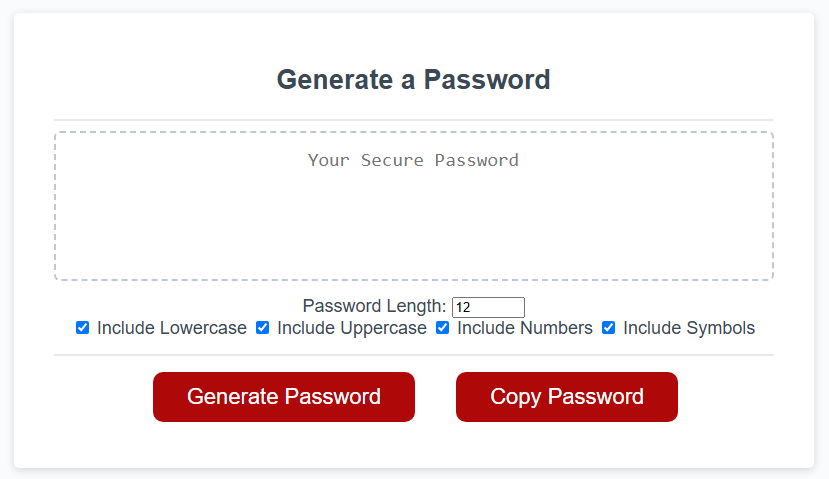 Generate a Password
Your Secure Password
Password Length: 12
Include Lowercase Include Uppercase Include Numbers Include Symbols
Generate Password Copy Password